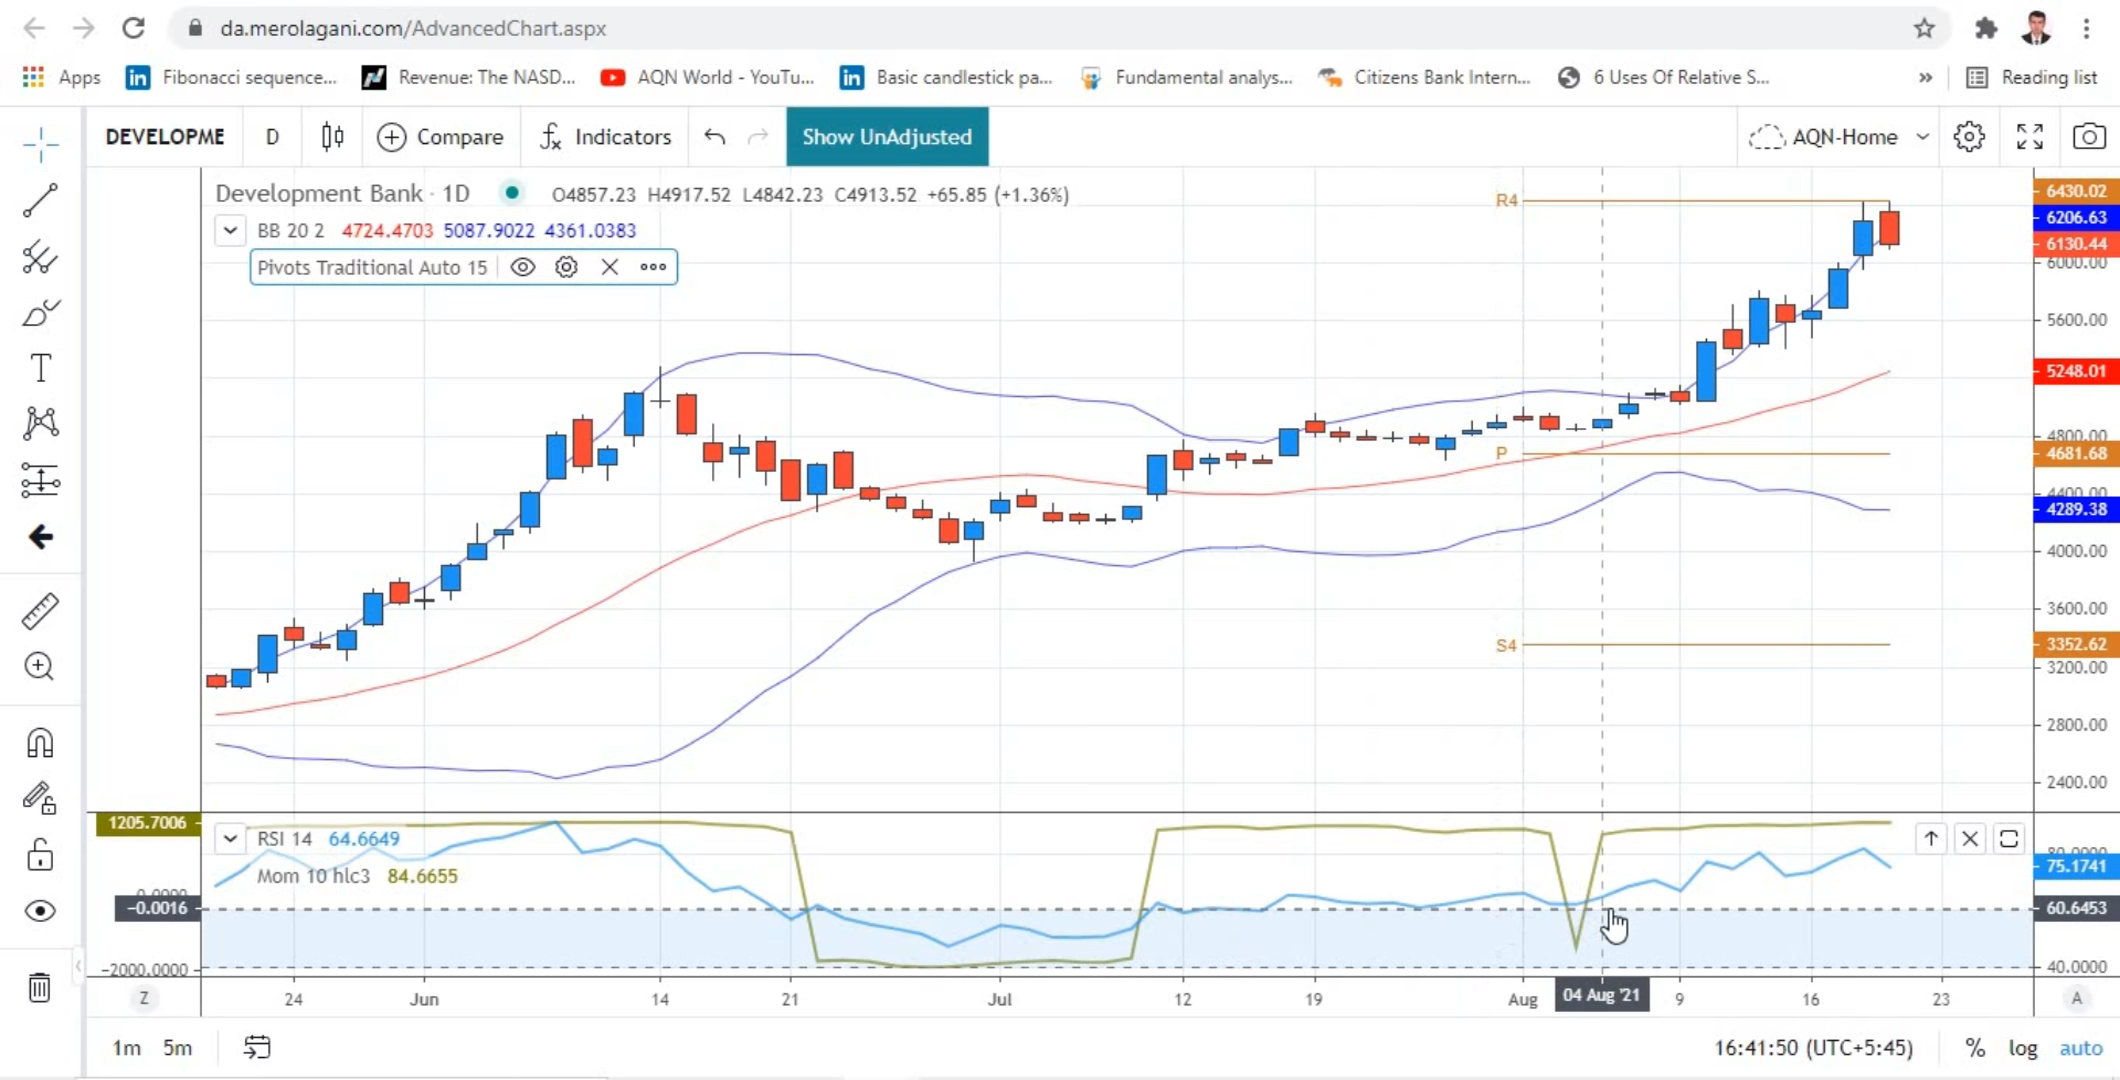 da.merolagani.com/AdvancedChart.aspx
Apps Fibonacci sequence... Revenue: The NASD... AQN World - YouTu... Basic candlestick pa... Fundamental analys... Citizens Bank Intern... 6 Uses Of Relative S... » Reading list
DEVELOPME D Compare Indicators Show UnAdjusted AQN-Home
Development Bank · 1D O4857.23 H4917.52 L4842.23 C4913.52 +65.85 (+1.36%)
BB 20 2 4724.4703 5087.9022 4361.0383
Pivots Traditional Auto 15
R4
P
S4
6430.02
6206.63
6130.44
6000.00
5600.00
5248.01
4800.00
4681.68
4400.00
4289.38
4000.00
3600.00
3352.62
3200.00
2800.00
2400.00
1205.7006
RSI 14 64.6649
Mom 10 hlc3 84.6655
0.0000
-0.0016
-2000.0000
80.0000
75.1741
60.6453
40.0000
Z 24 Jun 14 21 Jul 12 19 Aug 04 Aug '21 9 16 23 A
1m 5m 16:41:50 (UTC+5:45) % log auto